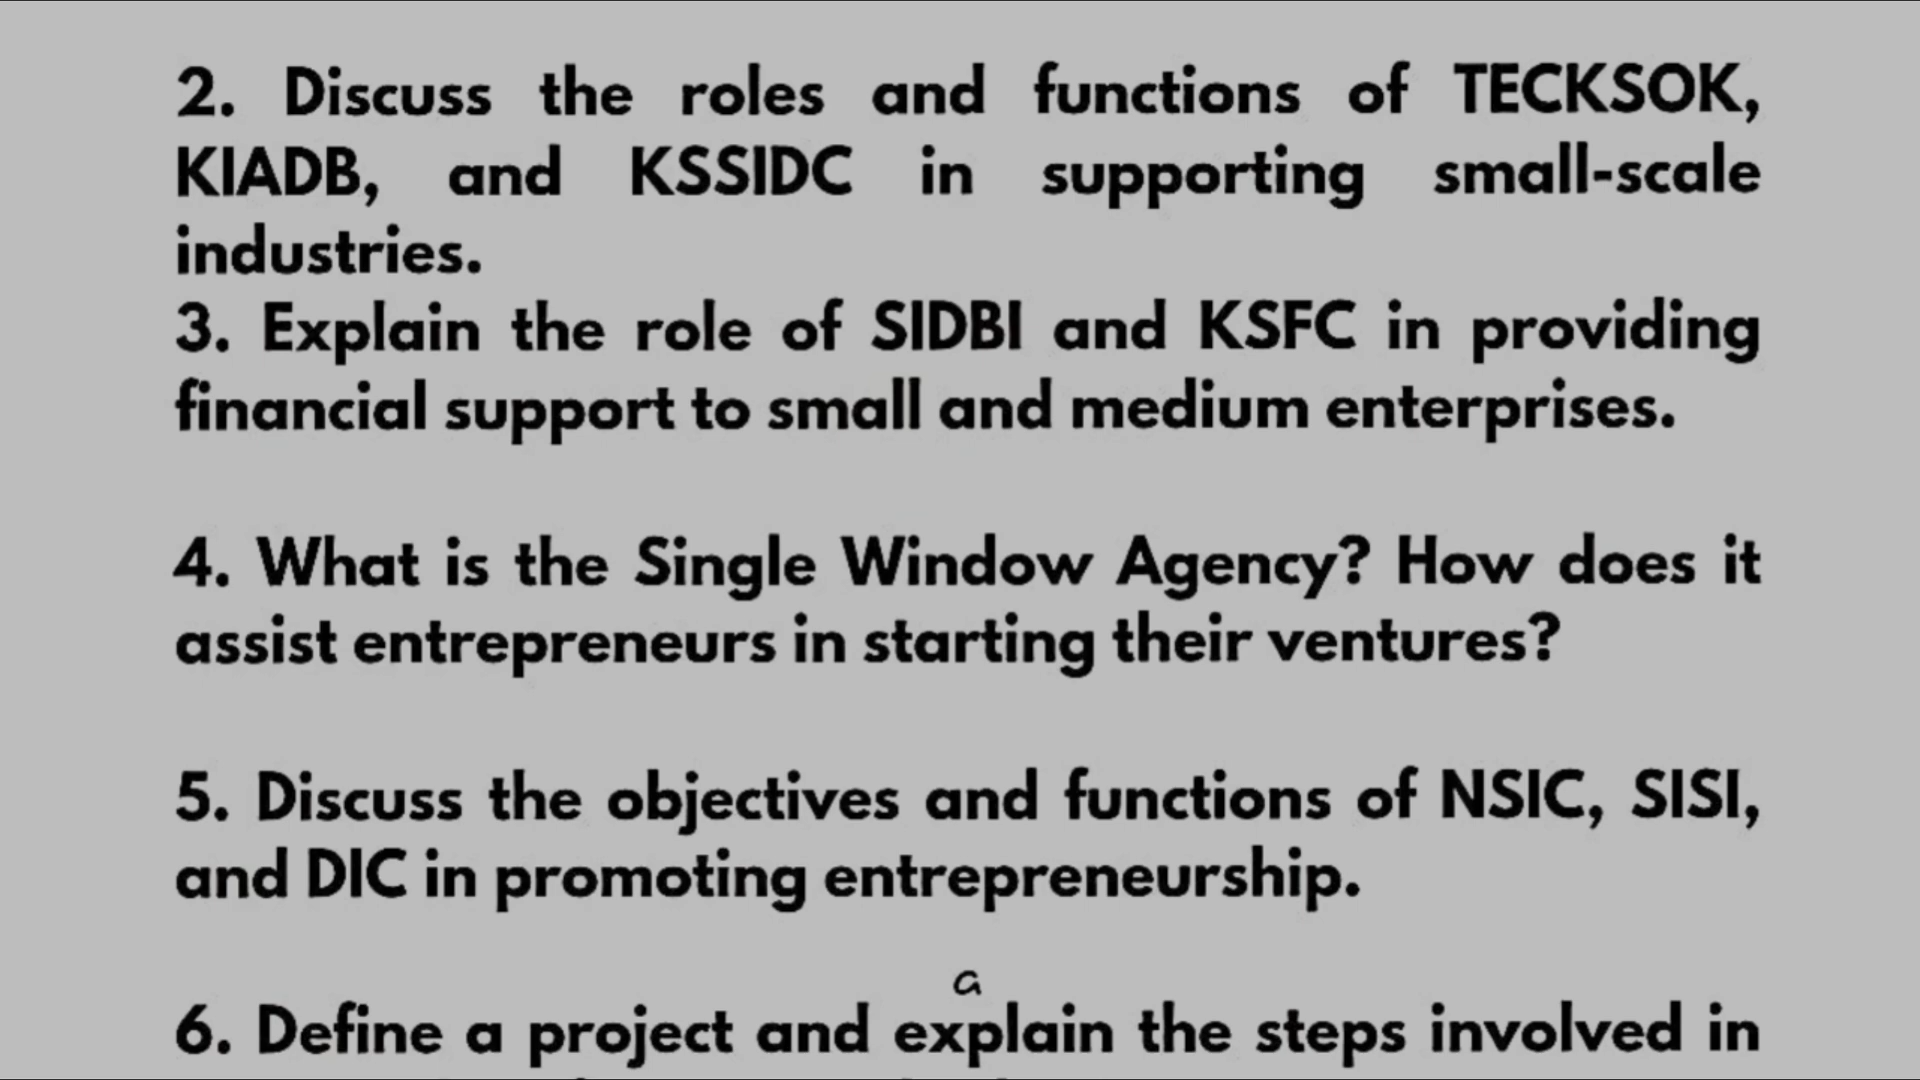 2. Discuss the roles and functions of TECKSOK,
KIADB, and KSSIDC in supporting small-scale
industries.
3. Explain the role of SIDBI and KSFC in providing
financial support to small and medium enterprises.
4. What is the Single Window Agency? How does it
assist entrepreneurs in starting their ventures?
5. Discuss the objectives and functions of NSIC, SISI,
and DIC in promoting entrepreneurship.
a
6. Define a project and explain the steps involved in